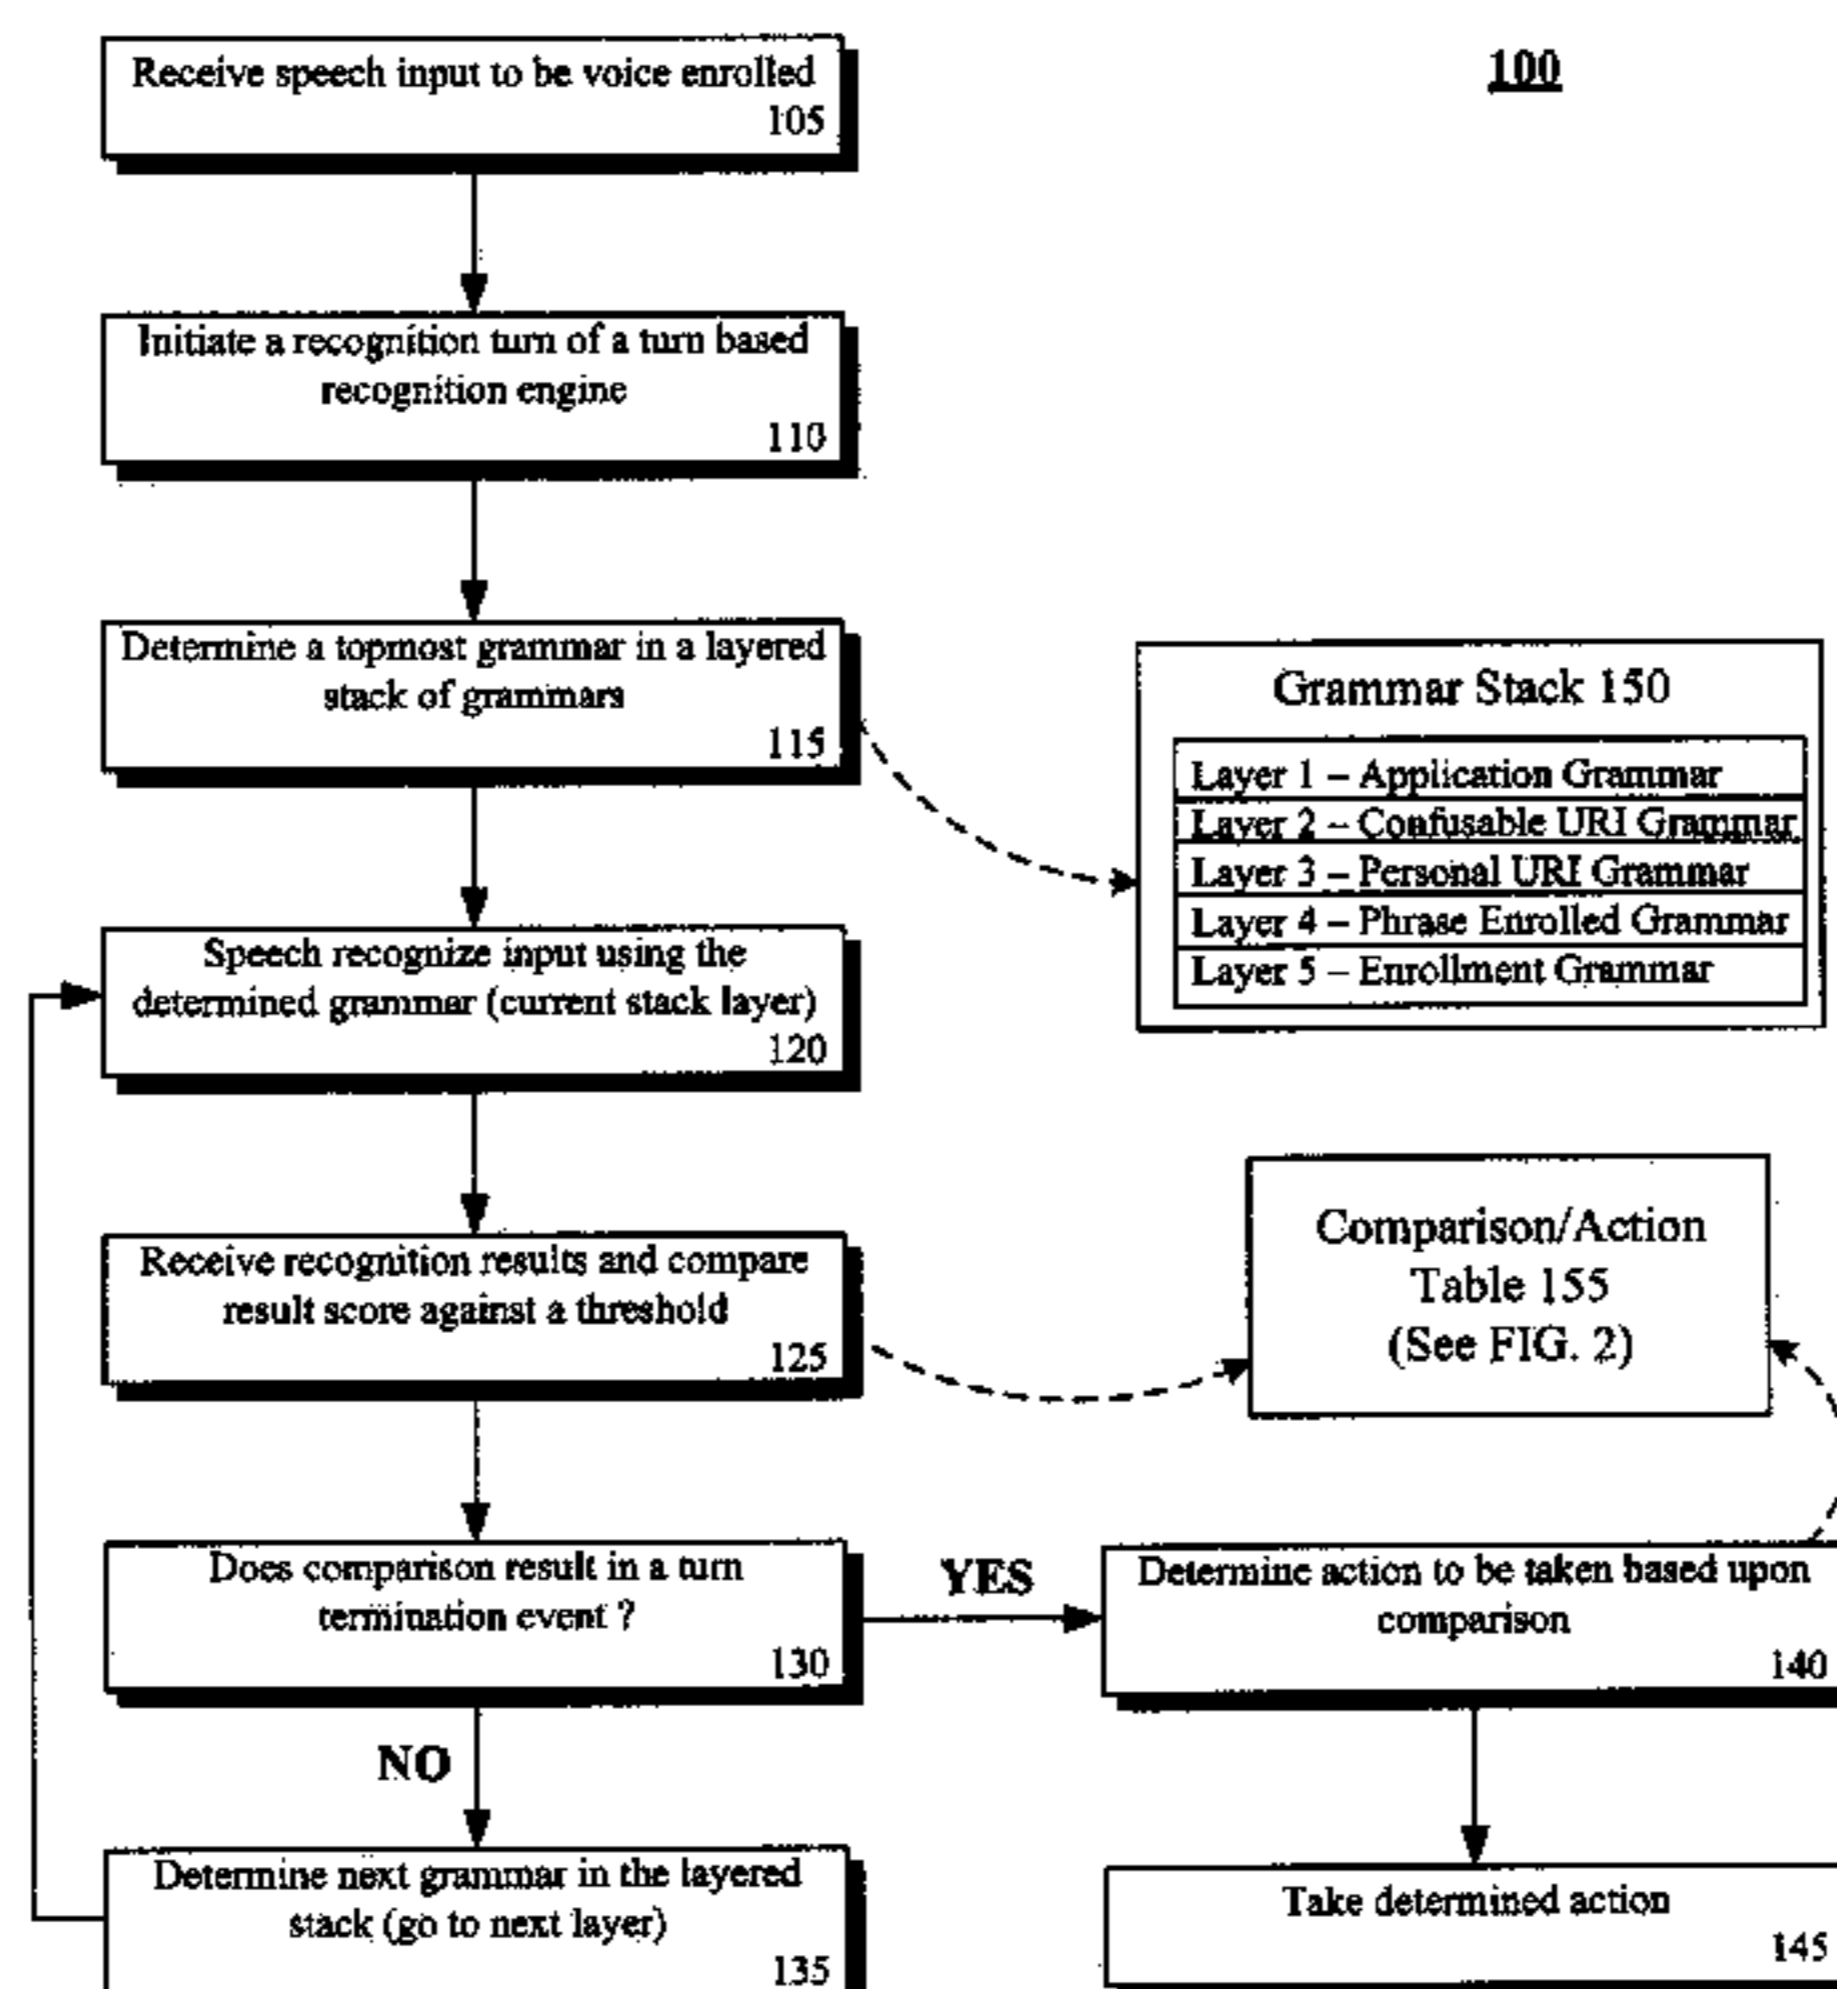 100
Receive speech input to be voice enrolled
105
Initiate a recognition turn of a turn based
recognition engine
110
Determine a topmost grammar in a layered
stack of grammars
115
Grammar Stack 150
Layer 1 – Application Grammar
Layer 2 – Confusable URI Grammar
Layer 3 – Personal URI Grammar
Layer 4 – Phrase Enrolled Grammar
Layer 5 – Enrollment Grammar
Speech recognize input using the
determined grammar (current stack layer)
120
Receive recognition results and compare
result score against a threshold
125
Comparison/Action
Table 155
(See FIG. 2)
Does comparison result in a turn
termination event ?
130
YES
Determine action to be taken based upon
comparison
140
NO
Determine next grammar in the layered
stack (go to next layer)
135
Take determined action
145